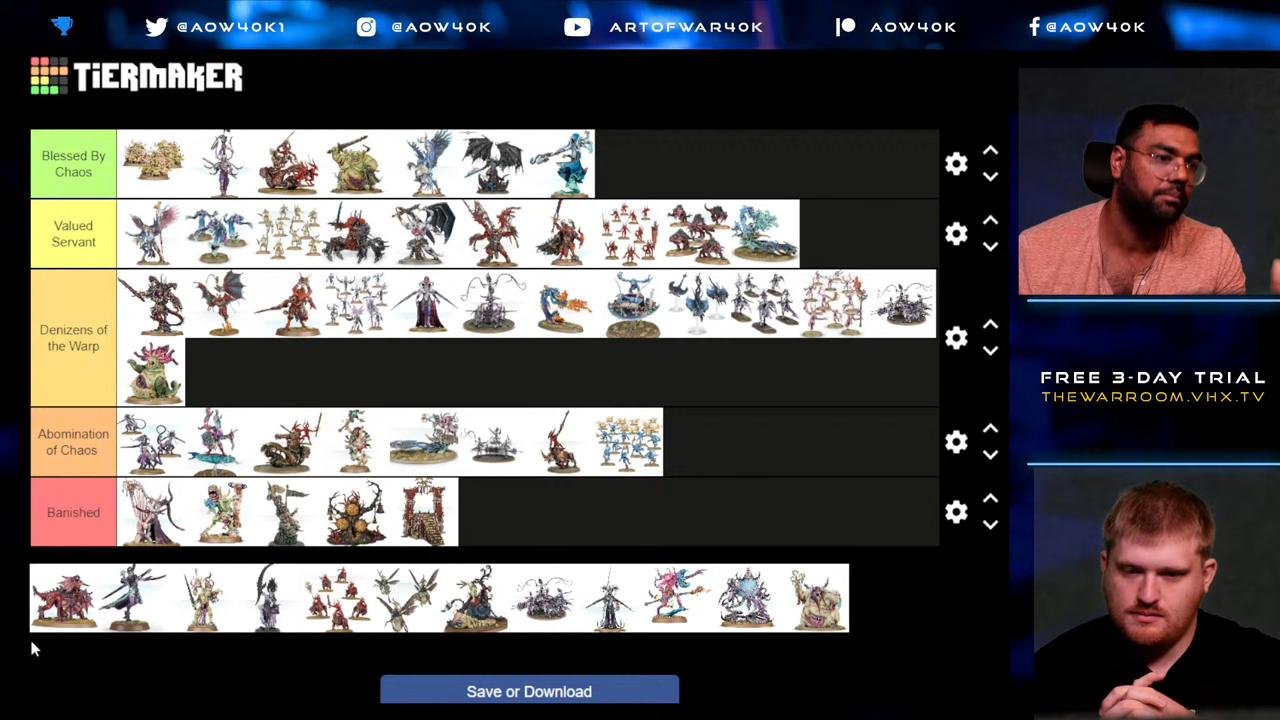 @AOW40K1
@AOW40K
ARTOFWAR40K
AOW40K
@AOW40K
TiERMAKER
Blessed By
Chaos
Valued
Servant
Denizens of
the Warp
Abomination
of Chaos
Banished
FREE 3-DAY TRIAL
THEWARROOM.VHX.TV
Save or Download